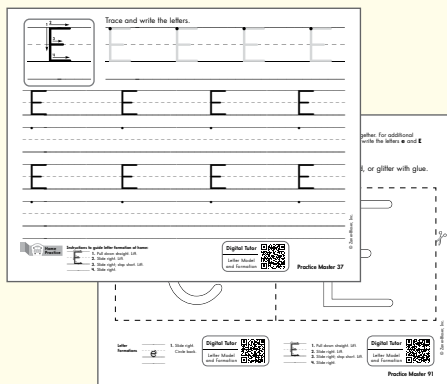 Trace and write the letters.
1 2 3 4 E E E E E
E E E E
E E E E
Home Practice
Instructions to guide letter formation at home:
E
1. Pull down straight. Lift.
2. Slide right. Lift.
3. Slide right; stop short. Lift.
4. Slide right.
Digital Tutor
Letter Model
and Formation
Practice Master 37
© Zaner-Bloser, Inc.
gether. For additional
write the letters e and E
, or glitter with glue.
Letter
Formations
e
1. Slide right.
Circle back.
Digital Tutor
Letter Model
and Formation
E
1. Pull down straight. Lift.
2. Slide right. Lift.
3. Slide right; stop short. Lift.
4. Slide right.
Digital Tutor
Letter Model
and Formation
Practice Master 91
© Zaner-Bloser, Inc.